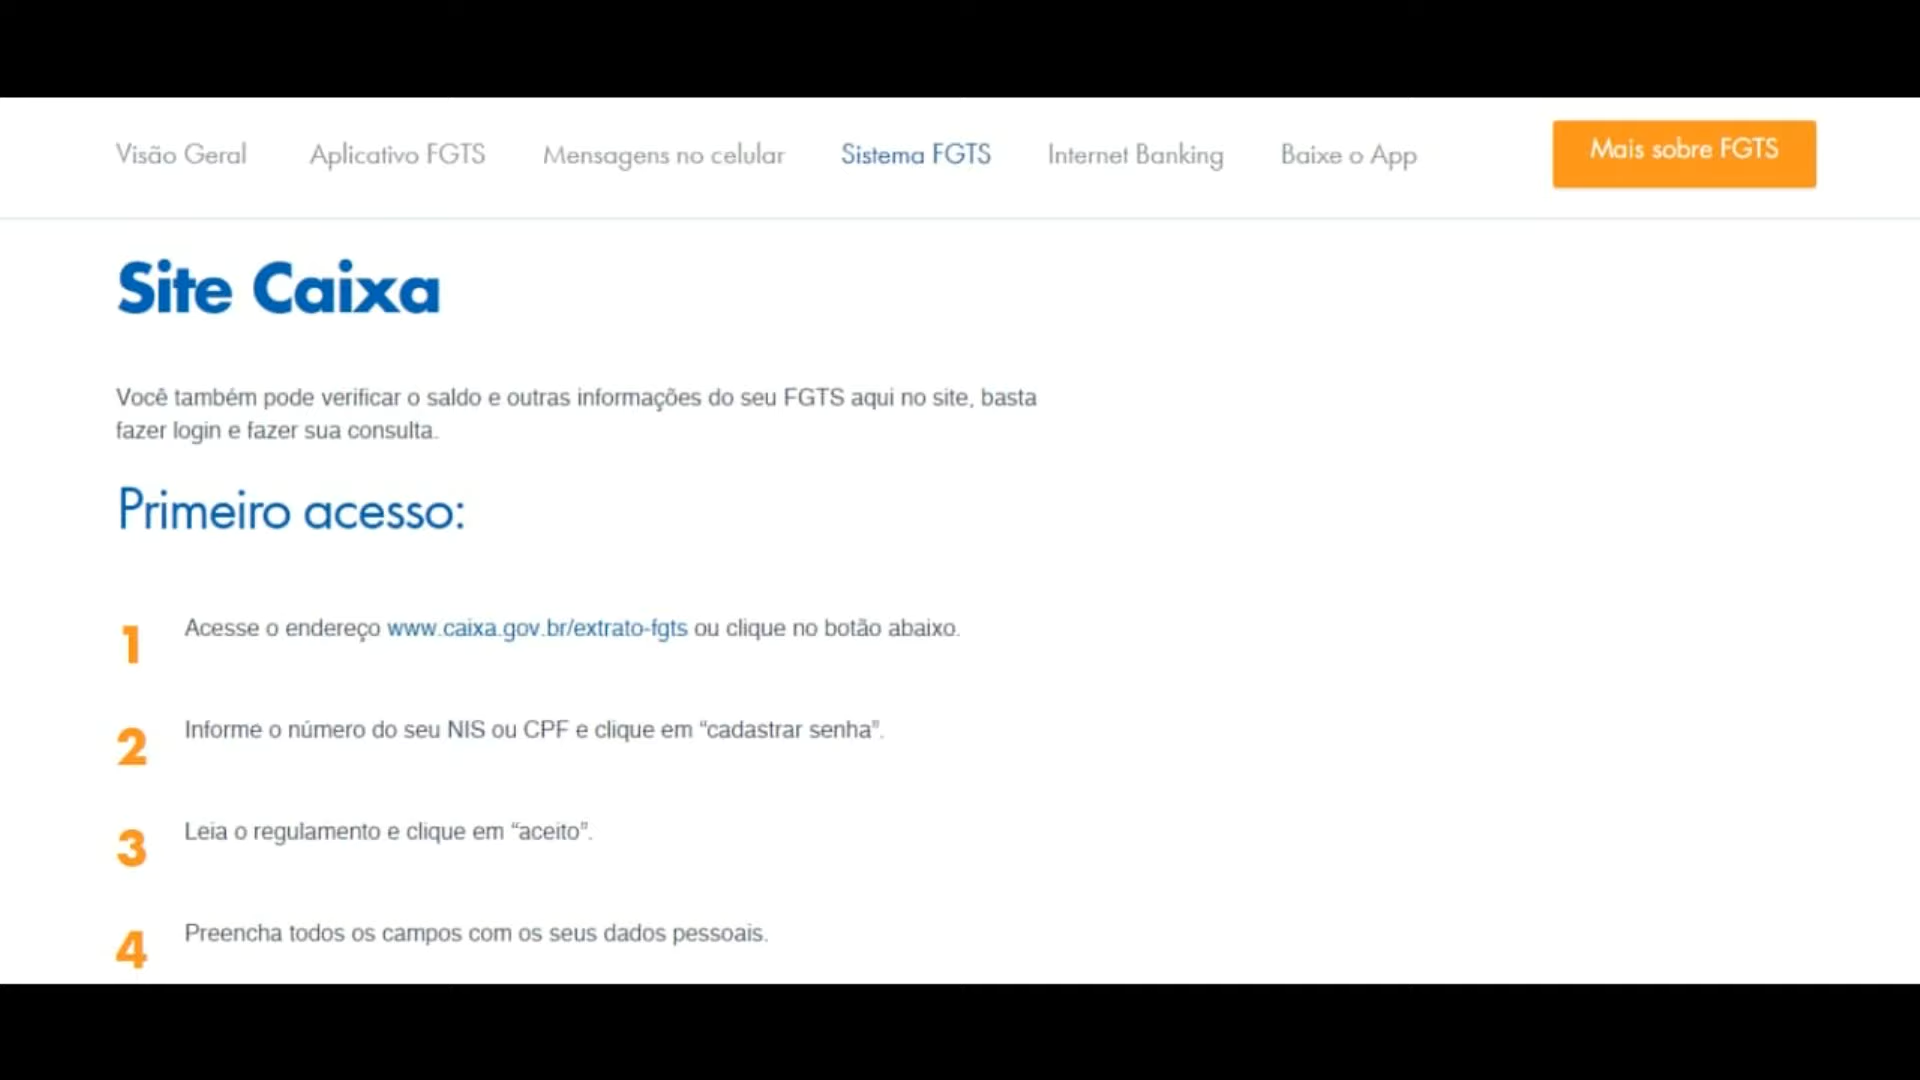 Visão Geral Aplicativo FGTS Mensagens no celular Sistema FGTS Internet Banking Baixe o App Mais sobre FGTS
Site Caixa
Você também pode verificar o saldo e outras informações do seu FGTS aqui no site, basta
fazer login e fazer sua consulta.
Primeiro acesso:
1 Acesse o endereço www.caixa.gov.br/extrato-fgts ou clique no botão abaixo.
2 Informe o número do seu NIS ou CPF e clique em “cadastrar senha”.
3 Leia o regulamento e clique em “aceito”.
4 Preencha todos os campos com os seus dados pessoais.